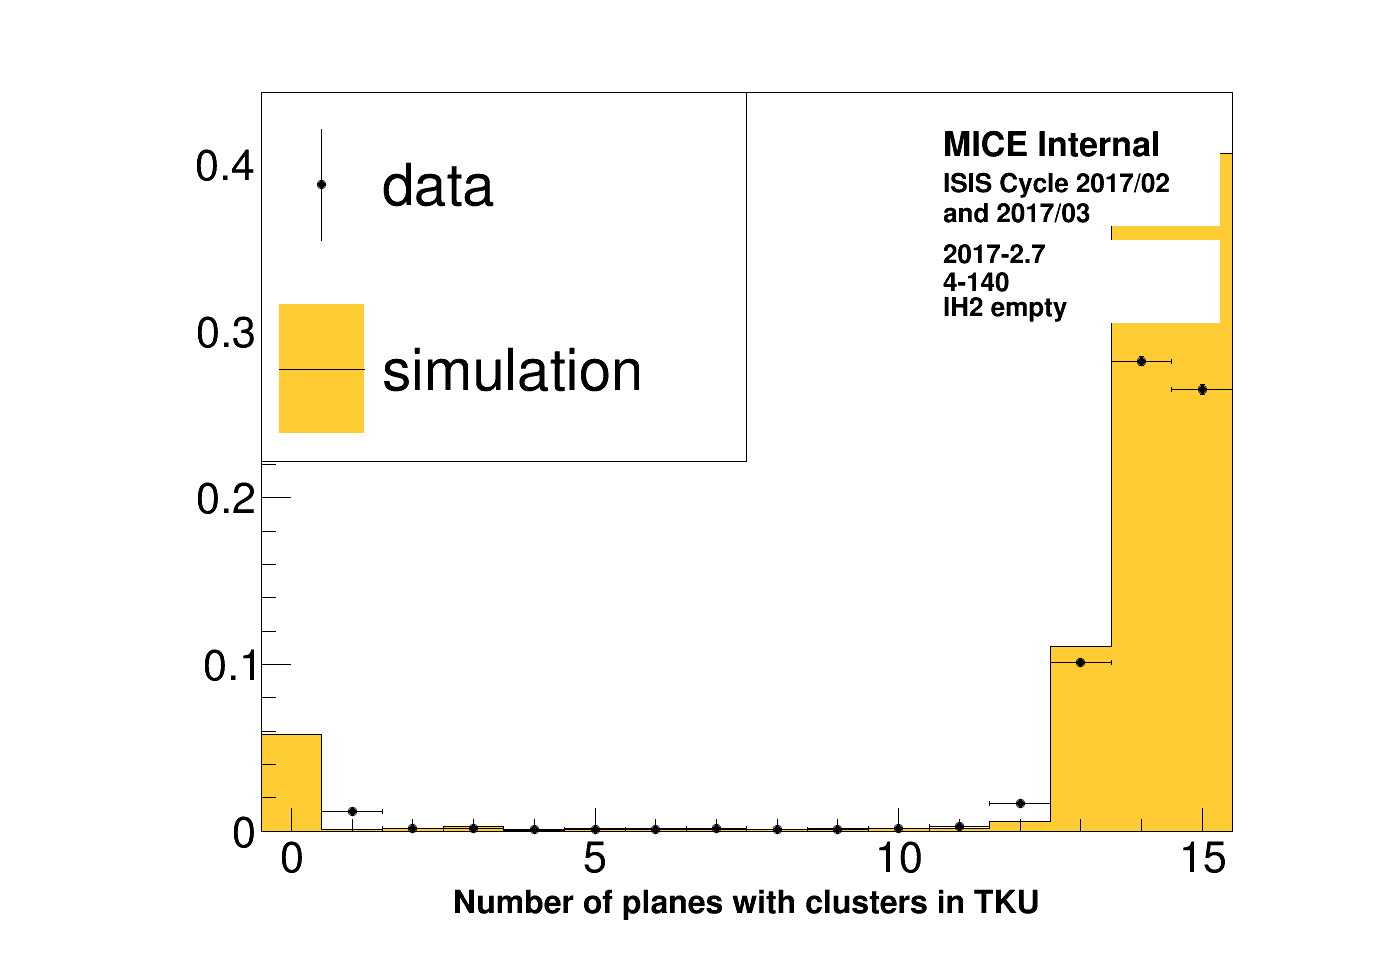 0.4
0.3
0.2
0.1
0
data
simulation
MICE Internal
ISIS Cycle 2017/02
and 2017/03
2017-2.7
4-140
IH2 empty
0 5 10 15
Number of planes with clusters in TKU